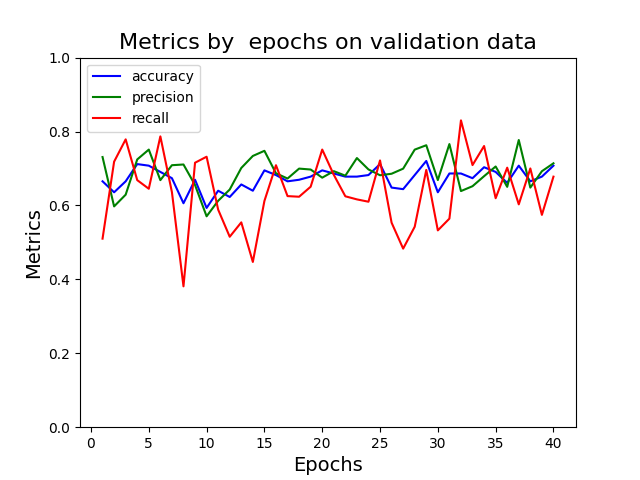 Metrics by  epochs on validation data
accuracy
precision
recall
1.0
0.8
0.6
0.4
0.2
0.0
Metrics
0 5 10 15 20 25 30 35 40
Epochs